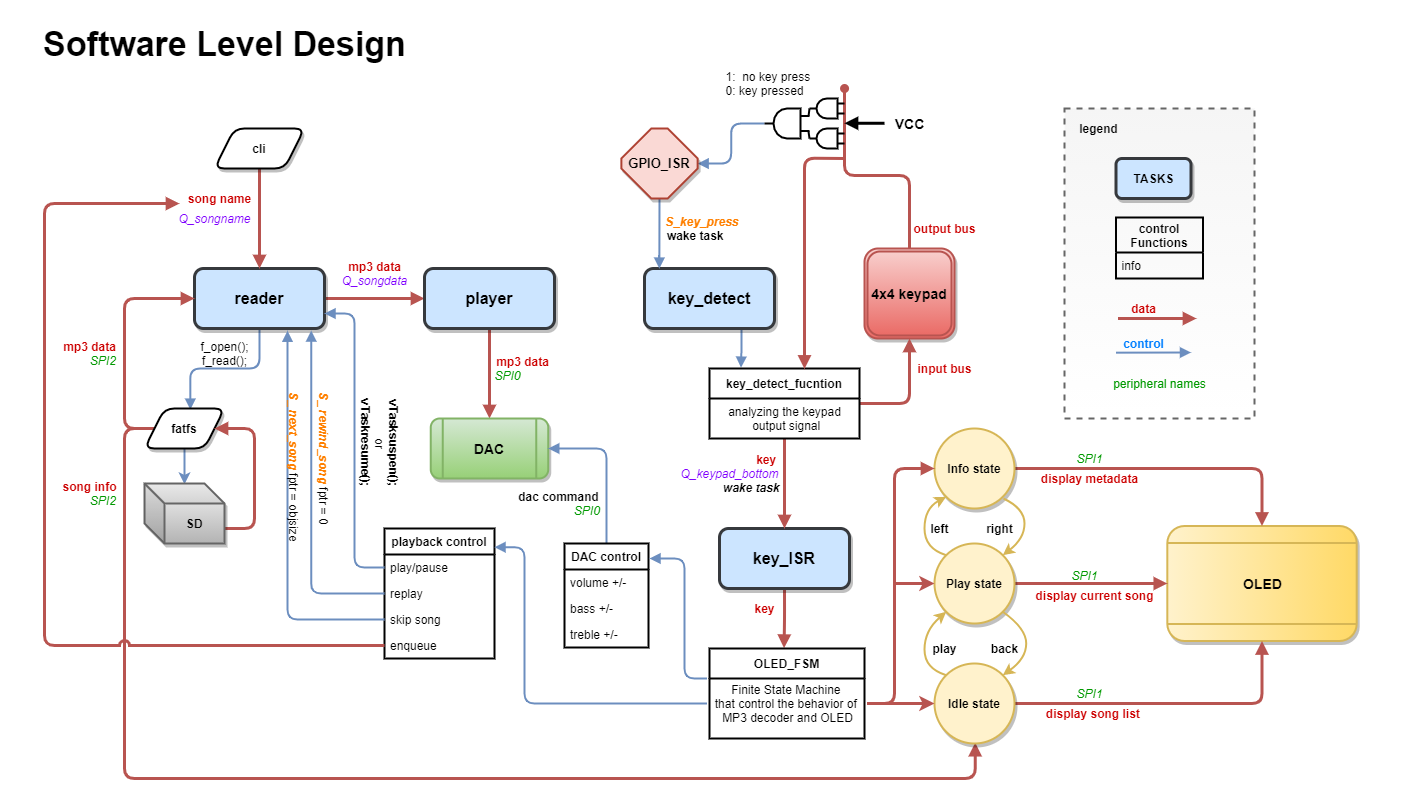 Software Level Design
1:  no key press
0: key pressed
VCC
cli
GPIO_ISR
song name
Q_songname
S_key_press
wake task
output bus
reader
mp3 data
Q_songdata
player
key_detect
4x4 keypad
input bus
f_open();
f_read();
mp3 data
SPI2
mp3 data
SPI0
key_detect_fucntion
analyzing the keypad
output signal
fatfs
song info
SPI2
SD
S_next_song fptr = objsize
S_rewind_song fptr = 0
vTasksuspend();
or
vTaskresume();
DAC
dac command
SPI0
key
Q_keypad_bottom
wake task
key_ISR
key
playback control
play/pause
replay
skip song
enqueue
DAC control
volume +/-
bass +/-
treble +/-
OLED_FSM
Finite State Machine
that control the behavior of
MP3 decoder and OLED
Info state
SPI1
display metadata
left
right
Play state
SPI1
display current song
play
back
Idle state
SPI1
display song list
OLED
legend
TASKS
control
Functions
info
data
control
peripheral names